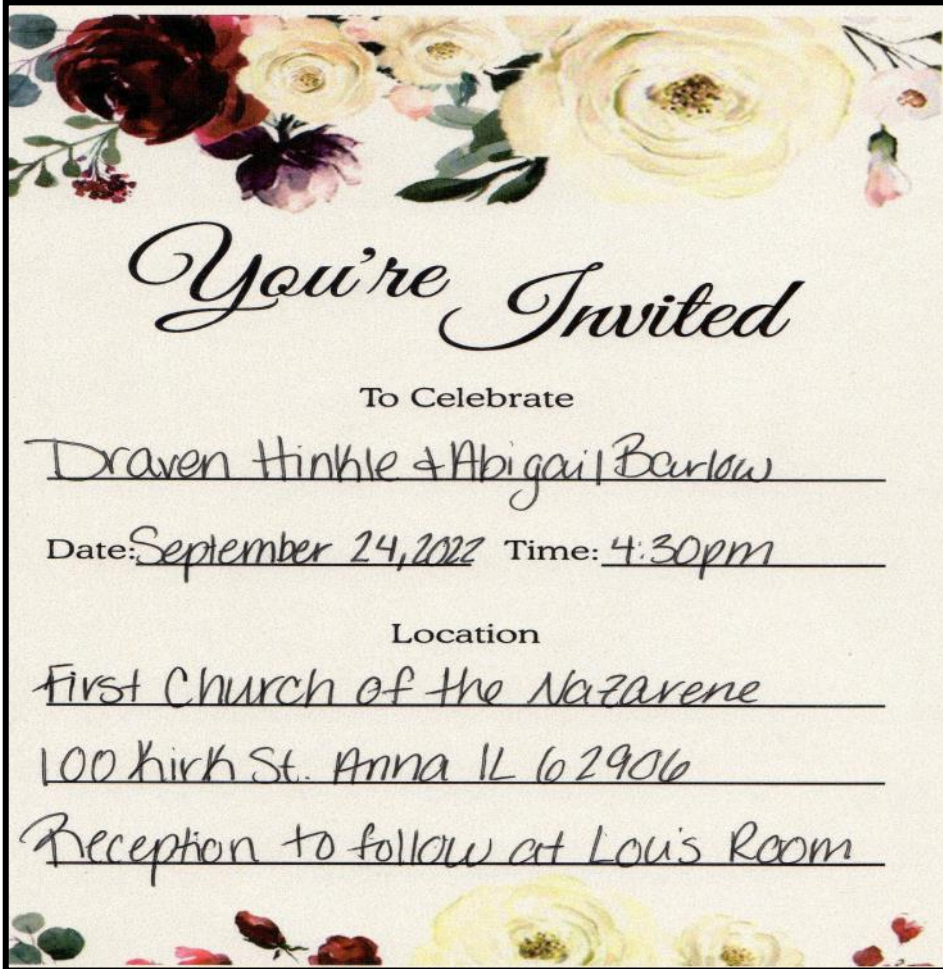 You're Invited
To Celebrate
Draven Hinkle & Abigail Barlow
Date: September 24, 2022 Time: 4:30pm
Location
First Church of the Nazarene
100 Kirk St. Anna IL 62906
Reception to follow at Lou's Room